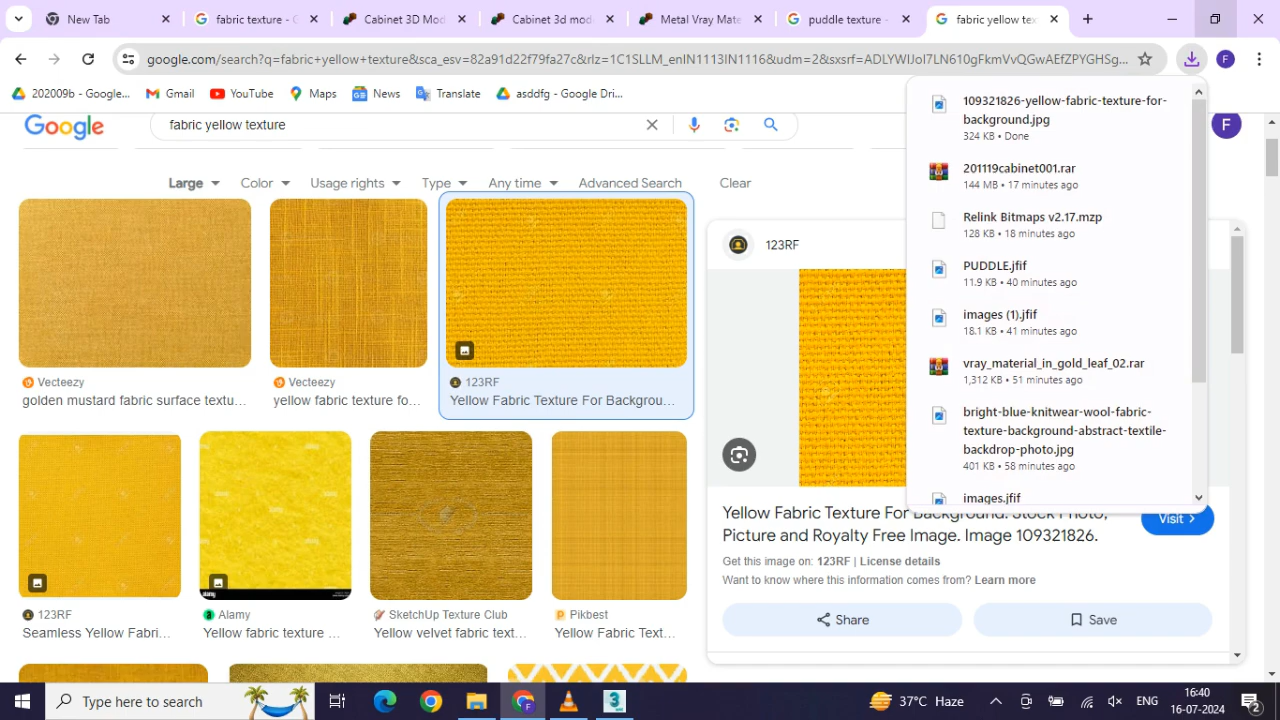 New Tab
fabric texture - G
Cabinet 3D Mod
Cabinet 3d mod
Metal Vray Mate
puddle texture -
fabric yellow tex
google.com/search?q=fabric+yellow+texture&sca_esv=82a91d22f79fa27c&rlz=1C1SLLM_enIN1113IN1116&udm=2&sxsrf=ADLYWIJoI7LN610gFkmVvQGwAEfZPYGHSg...
F
202009b - Google...
Gmail
YouTube
Maps
News
Translate
asddfg - Google Dri...
Google
fabric yellow texture
F
Large
Color
Usage rights
Type
Any time
Advanced Search
Clear
109321826-yellow-fabric-texture-for-
background.jpg
324 KB • Done
201119cabinet001.rar
144 MB • 17 minutes ago
Relink Bitmaps v2.17.mzp
128 KB • 18 minutes ago
PUDDLE.jfif
11.9 KB • 40 minutes ago
images (1).jfif
18.1 KB • 41 minutes ago
vray_material_in_gold_leaf_02.rar
1,312 KB • 51 minutes ago
bright-blue-knitwear-wool-fabric-
texture-background-abstract-textile-
backdrop-photo.jpg
401 KB • 58 minutes ago
images.jfif
123RF
Vecteezy
golden mustard fabric surface textu...
Vecteezy
yellow fabric texture fo...
123RF
Yellow Fabric Texture For Backgrou...
Yellow Fabric Texture For Background. Stock Photo,
Picture and Royalty Free Image. Image 109321826.
Visit
Get this image on: 123RF | License details
Want to know where this information comes from? Learn more
Share
Save
123RF
Seamless Yellow Fabri...
alamy
Alamy
Yellow fabric texture ...
SketchUp Texture Club
Yellow velvet fabric text...
Pikbest
Yellow Fabric Text...
Type here to search
F
3
37°C Haze
ENG
16:40
16-07-2024
2